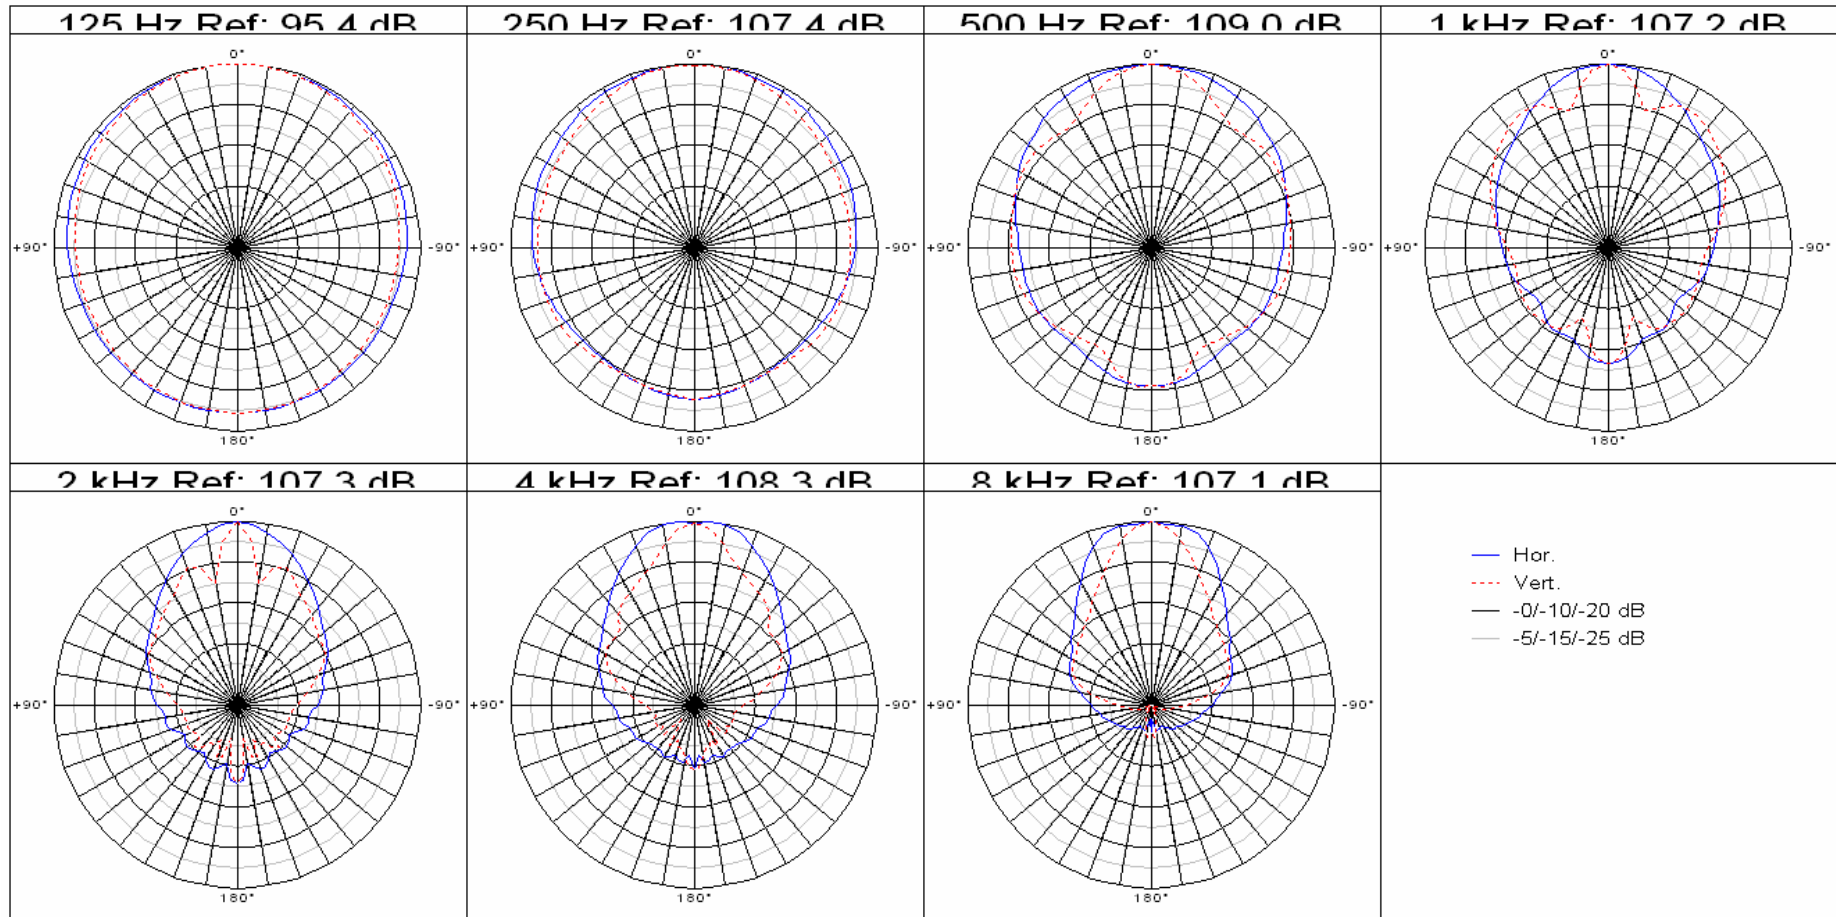 125 Hz Ref: 95.4 dB
250 Hz Ref: 107.4 dB
500 Hz Ref: 109.0 dB
1 kHz Ref: 107.2 dB
0°
0°
0°
0°
+90°
-90°
+90°
-90°
+90°
-90°
+90°
-90°
180°
180°
180°
180°
2 kHz Ref: 107.3 dB
4 kHz Ref: 108.3 dB
8 kHz Ref: 107.1 dB
0°
0°
0°
Hor.
Vert.
-0/-10/-20 dB
-5/-15/-25 dB
+90°
-90°
+90°
-90°
+90°
-90°
180°
180°
180°